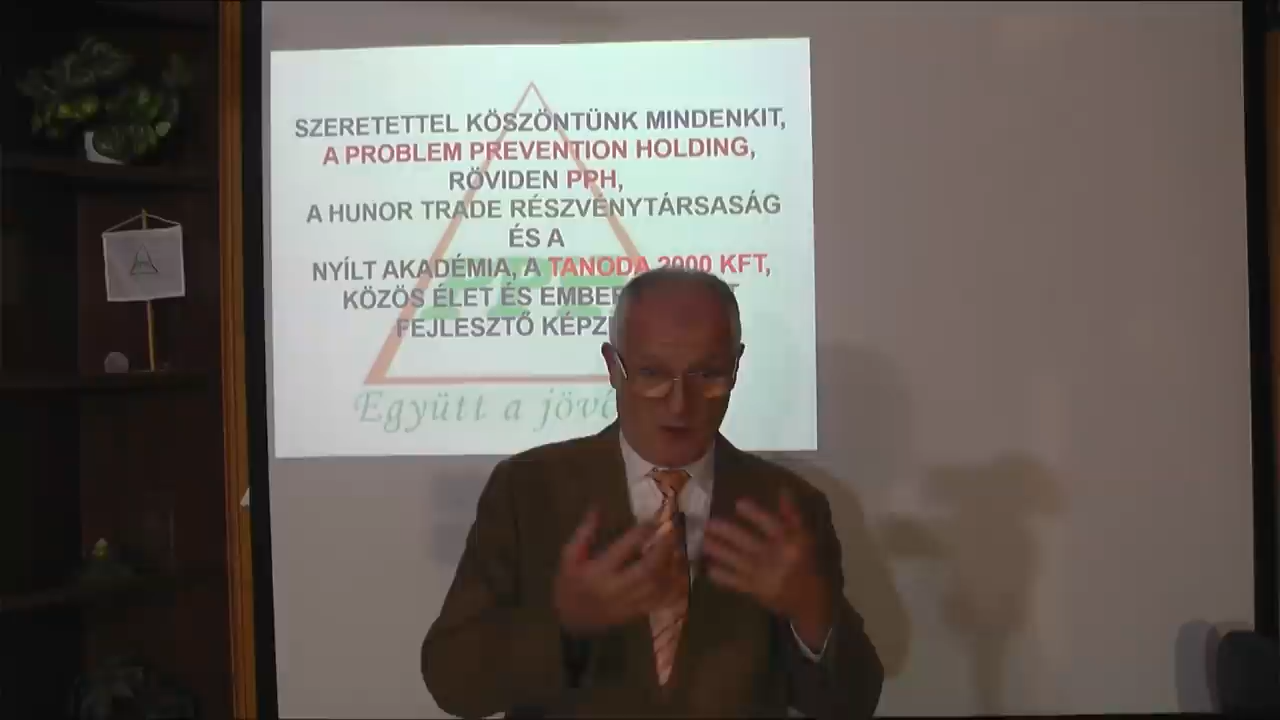 SZERETETTEL KÖSZÖNTÜNK MINDENKIT,
A PROBLEM PREVENTION HOLDING,
RÖVIDEN PPH,
A HUNOR TRADE RÉSZVÉNYTÁRSASÁG
ÉS A
NYÍLT AKADÉMIA, A TANODA 2000 KFT,
KÖZÖS ÉLET ÉS
FEJLESZTŐ
Együtt a